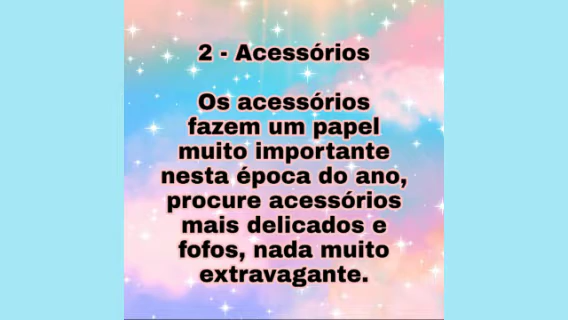 2 - Acessórios
Os acessórios
fazem um papel
muito importante
nesta época do ano,
procure acessórios
mais delicados e
fofos, nada muito
extravagante.